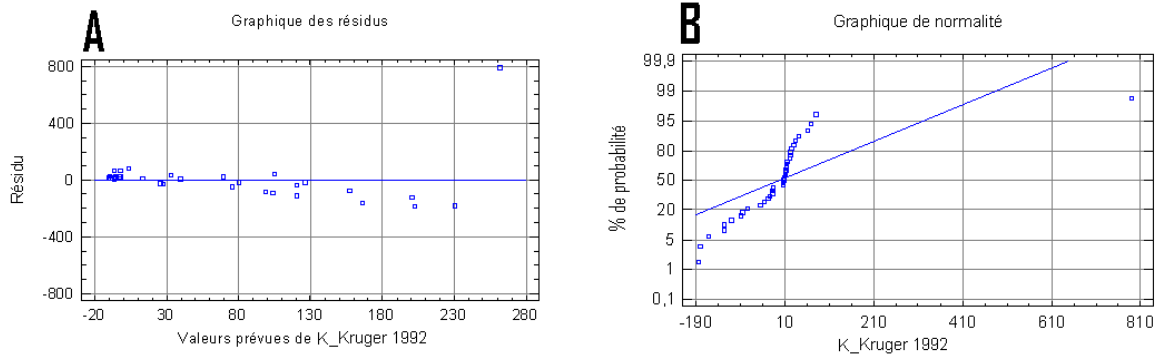 A
Graphique des résidus
Résidu
800
400
0
-400
-800
-20 30 80 130 180 230 280
Valeurs prévues de K_Kruger 1992
B
Graphique de normalité
% de probabilité
99,9
99
95
80
50
20
5
1
0,1
-190 10 210 410 610 810
K_Kruger 1992